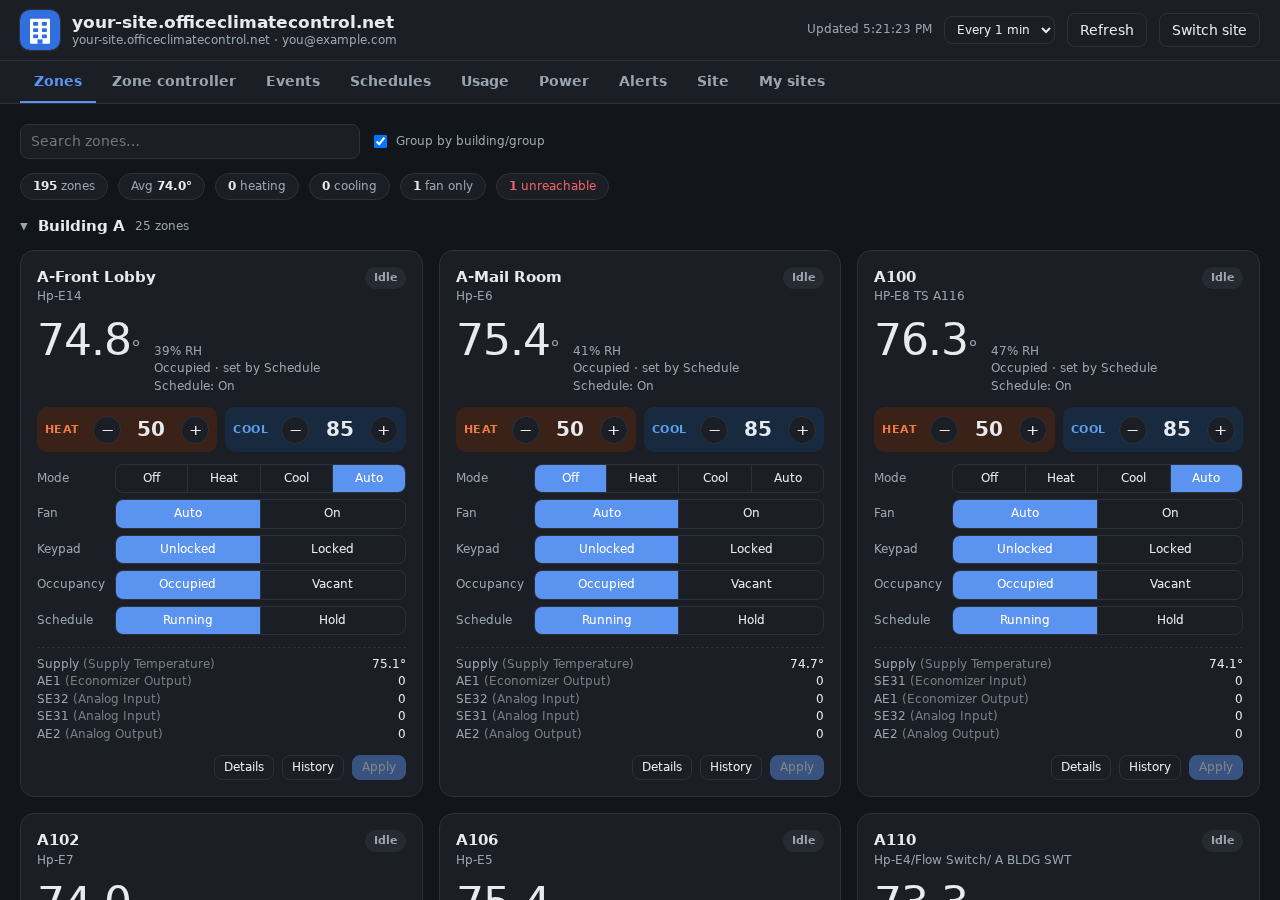 your-site.officeclimatecontrol.net
your-site.officeclimatecontrol.net · you@example.com
Updated 5:21:23 PM
Every 1 min
Refresh
Switch site
Zones Zone controller Events Schedules Usage Power Alerts Site My sites
Search zones...
Group by building/group
195 zones
Avg 74.0°
0 heating
0 cooling
1 fan only
1 unreachable
▼ Building A 25 zones
A-Front Lobby
Idle
Hp-E14
74.8°
39% RH
Occupied · set by Schedule
Schedule: On
HEAT − 50 + COOL − 85 +
Mode Off Heat Cool Auto
Fan Auto On
Keypad Unlocked Locked
Occupancy Occupied Vacant
Schedule Running Hold
Supply (Supply Temperature) 75.1°
AE1 (Economizer Output) 0
SE32 (Analog Input) 0
SE31 (Analog Input) 0
AE2 (Analog Output) 0
Details History Apply
A-Mail Room
Idle
Hp-E6
75.4°
41% RH
Occupied · set by Schedule
Schedule: On
HEAT − 50 + COOL − 85 +
Mode Off Heat Cool Auto
Fan Auto On
Keypad Unlocked Locked
Occupancy Occupied Vacant
Schedule Running Hold
Supply (Supply Temperature) 74.7°
AE1 (Economizer Output) 0
SE32 (Analog Input) 0
SE31 (Analog Input) 0
AE2 (Analog Output) 0
Details History Apply
A100
Idle
HP-E8 TS A116
76.3°
47% RH
Occupied · set by Schedule
Schedule: On
HEAT − 50 + COOL − 85 +
Mode Off Heat Cool Auto
Fan Auto On
Keypad Unlocked Locked
Occupancy Occupied Vacant
Schedule Running Hold
Supply (Supply Temperature) 74.1°
SE31 (Economizer Input) 0
AE1 (Economizer Output) 0
SE32 (Analog Input) 0
AE2 (Analog Output) 0
Details History Apply
A102
Idle
Hp-E7
74.0
A106
Idle
Hp-E5
75.4
A110
Idle
Hp-E4/Flow Switch/ A BLDG SWT
73.3